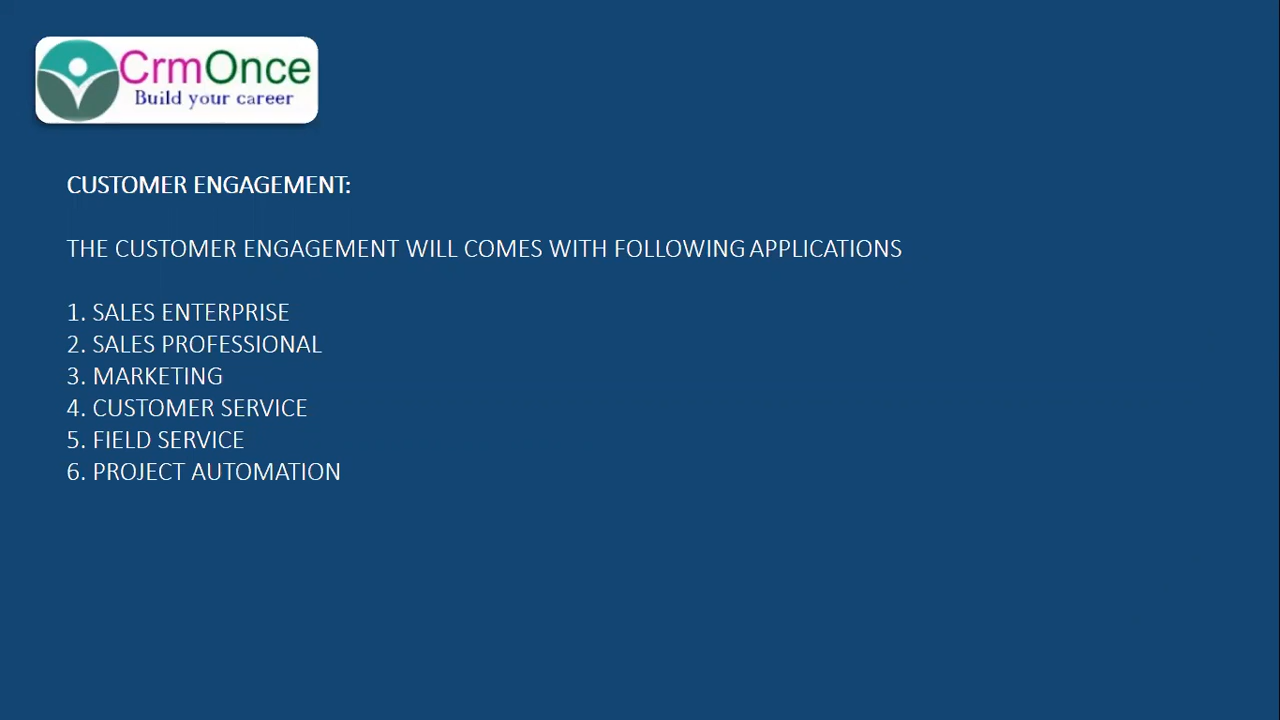 CrmOnce
Build your career
CUSTOMER ENGAGEMENT:
THE CUSTOMER ENGAGEMENT WILL COMES WITH FOLLOWING APPLICATIONS
1. SALES ENTERPRISE
2. SALES PROFESSIONAL
3. MARKETING
4. CUSTOMER SERVICE
5. FIELD SERVICE
6. PROJECT AUTOMATION